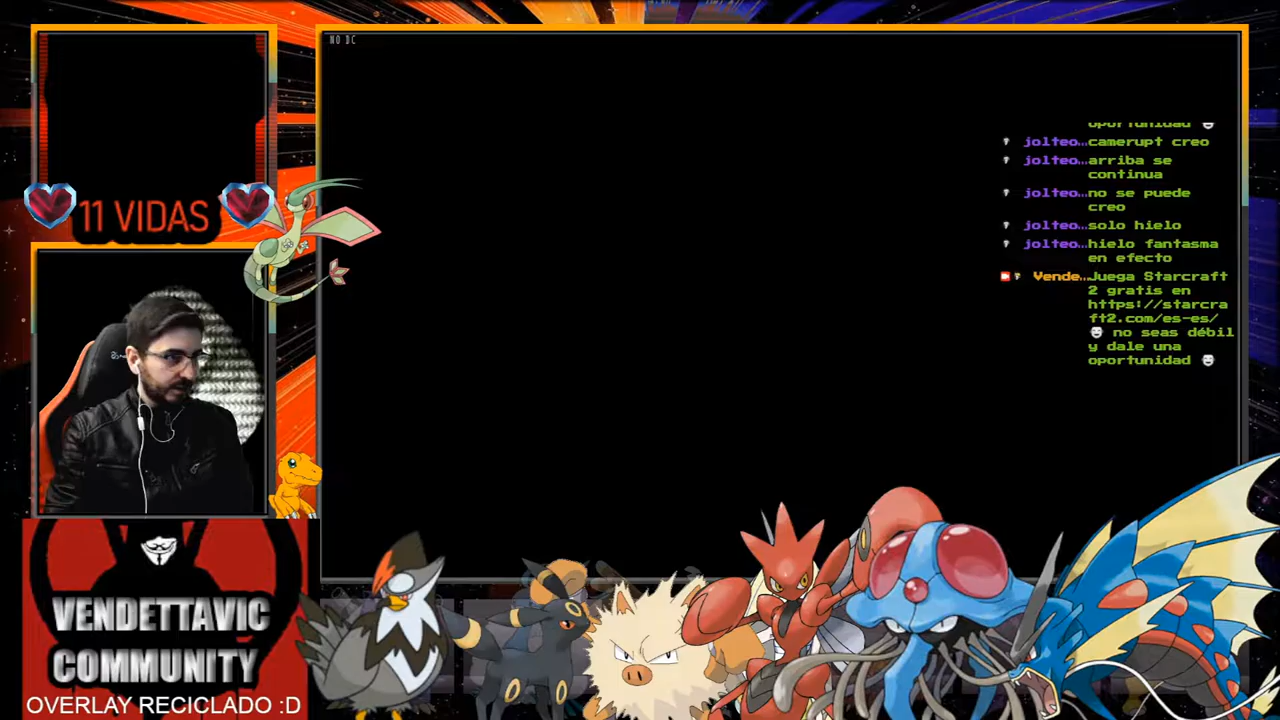 NO DC
oportunidad
jolteo...camerupt creo
jolteo...arriba se
continua
jolteo...no se puede
creo
jolteo...solo hielo
jolteo...hielo fantasma
en efecto
Vende...Juega Starcraft
2 gratis en
https://starcra
ft2.com/es-es/
no seas débil
y dale una
oportunidad
11 VIDAS
VENDETTAVIC
COMMUNITY
OVERLAY RECICLADO :D